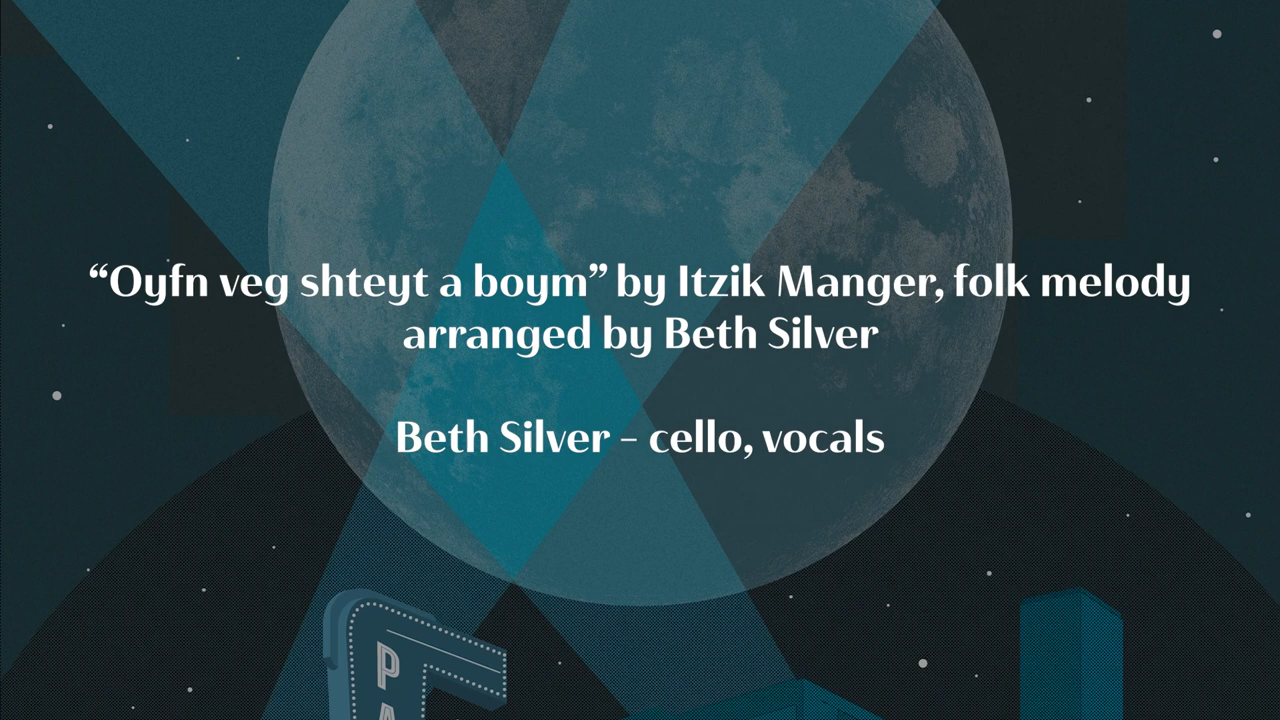 “Oyfn veg shteyt a boym” by Itzik Manger, folk melody
arranged by Beth Silver
Beth Silver – cello, vocals
P
A